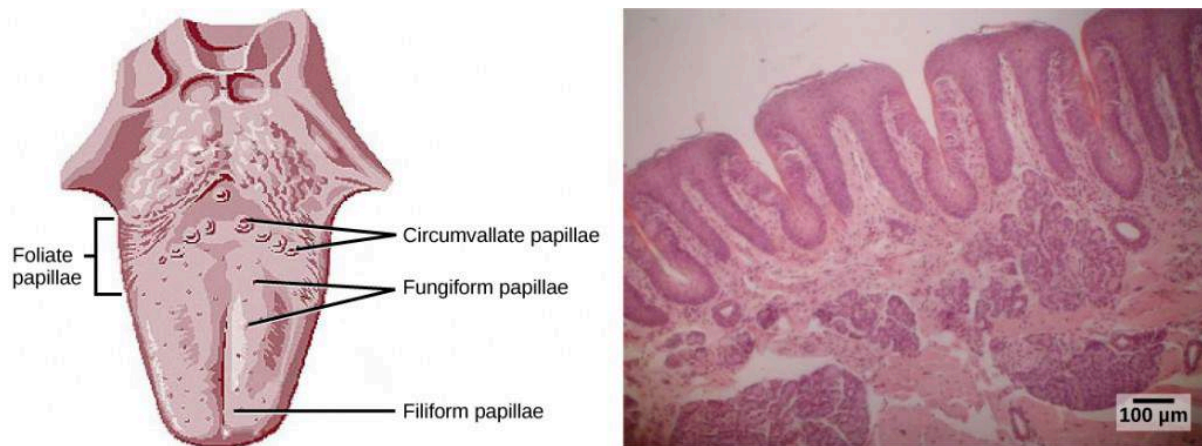 Foliate
papillae
Circumvallate papillae
Fungiform papillae
Filiform papillae
100 µm